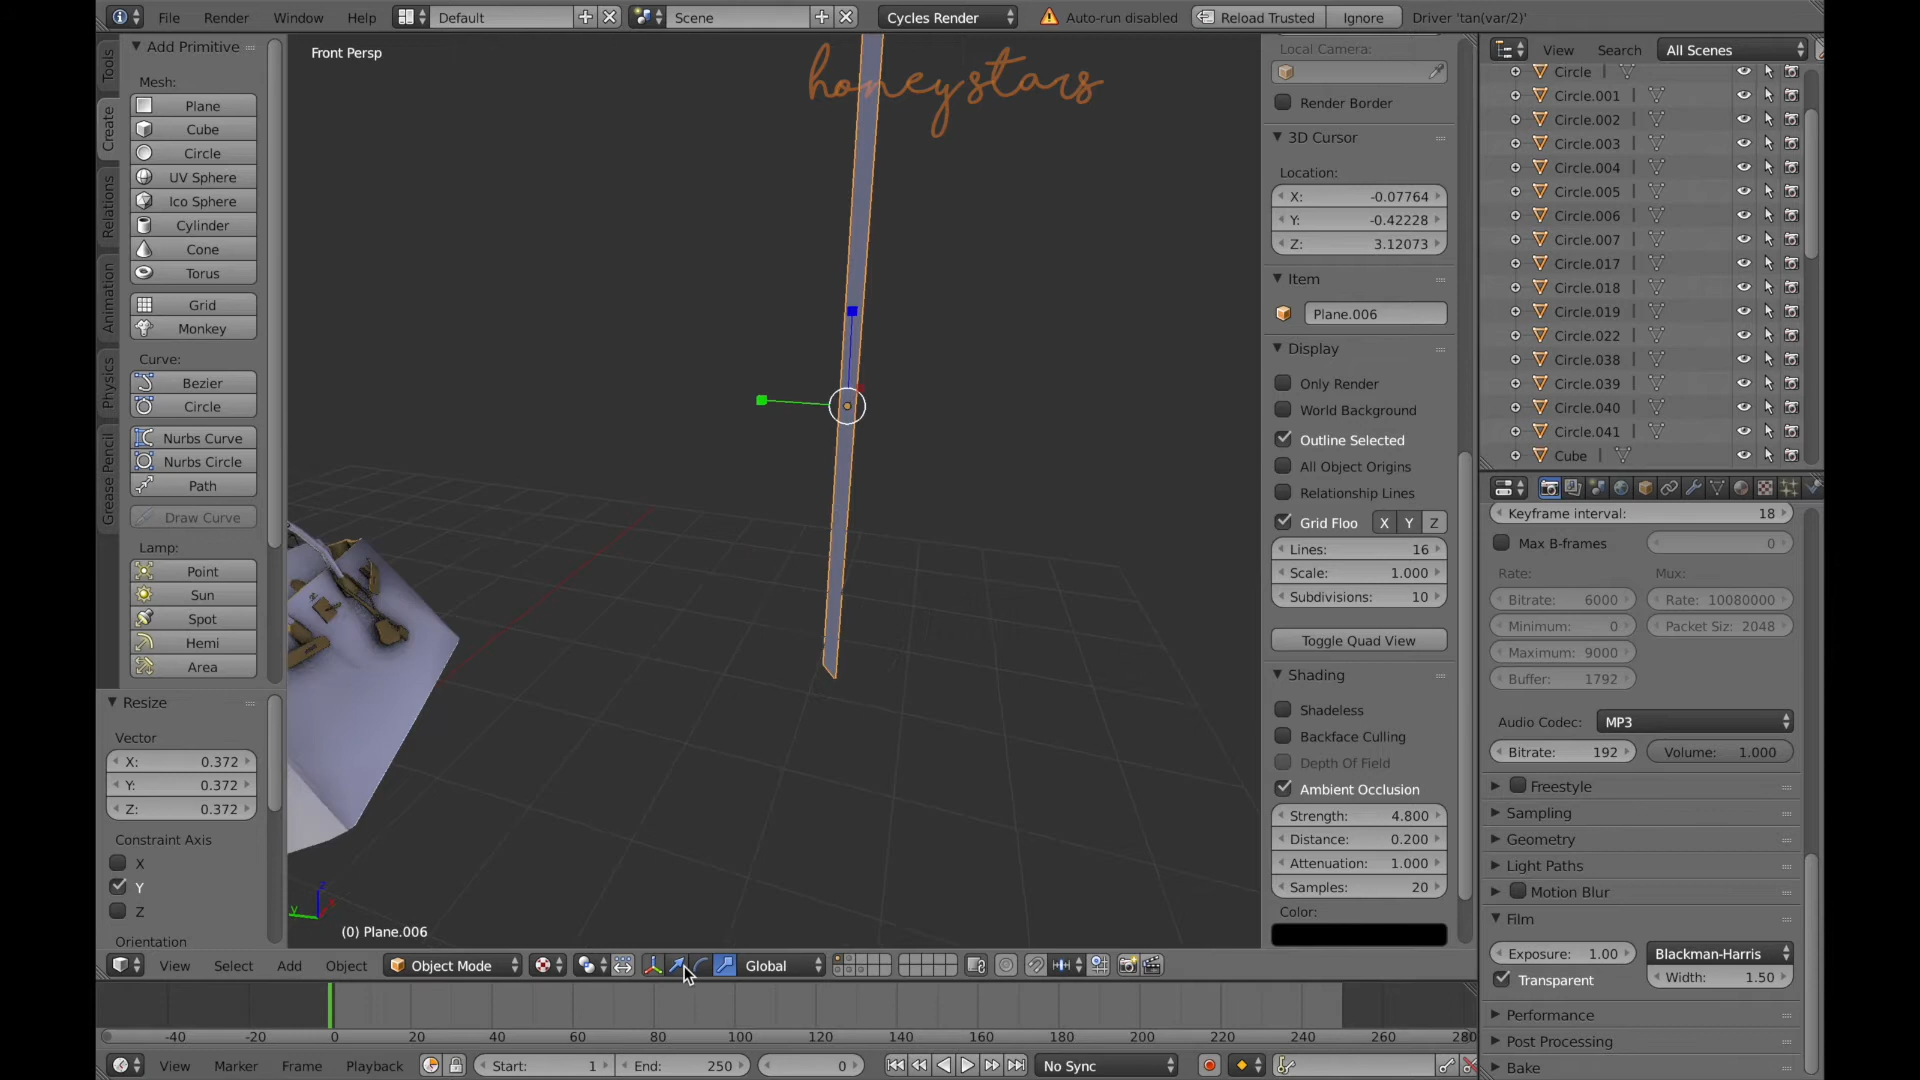 File Render Window Help Default Scene Cycles Render Auto-run disabled Reload Trusted Ignore Driver 'tan(var/2)'
Tools
Create
Relations
Animation
Physics
Grease Pencil
Add Primitive
Mesh:
Plane
Cube
Circle
UV Sphere
Ico Sphere
Cylinder
Cone
Torus
Grid
Monkey
Curve:
Bezier
Circle
Nurbs Curve
Nurbs Circle
Path
Draw Curve
Lamp:
Point
Sun
Spot
Hemi
Area
Resize
Vector
X: 0.372
Y: 0.372
Z: 0.372
Constraint Axis
X
Y
Z
Orientation
Front Persp
honeystars
(0) Plane.006
Local Camera:
Render Border
3D Cursor
Location:
X: -0.07764
Y: -0.42228
Z: 3.12073
Item
Plane.006
Display
Only Render
World Background
Outline Selected
All Object Origins
Relationship Lines
Grid Floo X Y Z
Lines: 16
Scale: 1.000
Subdivisions: 10
Toggle Quad View
Shading
Shadeless
Backface Culling
Depth Of Field
Ambient Occlusion
Strength: 4.800
Distance: 0.200
Attenuation: 1.000
Samples: 20
Color:
View Search All Scenes
Circle
Circle.001
Circle.002
Circle.003
Circle.004
Circle.005
Circle.006
Circle.007
Circle.017
Circle.018
Circle.019
Circle.022
Circle.038
Circle.039
Circle.040
Circle.041
Cube
Keyframe interval: 18
Max B-frames 0
Rate: Mux:
Bitrate: 6000 Rate: 10080000
Minimum: 0 Packet Siz: 2048
Maximum: 9000
Buffer: 1792
Audio Codec: MP3
Bitrate: 192 Volume: 1.000
Freestyle
Sampling
Geometry
Light Paths
Motion Blur
Film
Exposure: 1.00 Blackman-Harris
Transparent Width: 1.50
Performance
Post Processing
Bake
View Select Add Object Object Mode Global
-40 -20 0 20 40 60 80 100 120 140 160 180 200 220 240 260 280
View Marker Frame Playback Start: 1 End: 250 0 No Sync